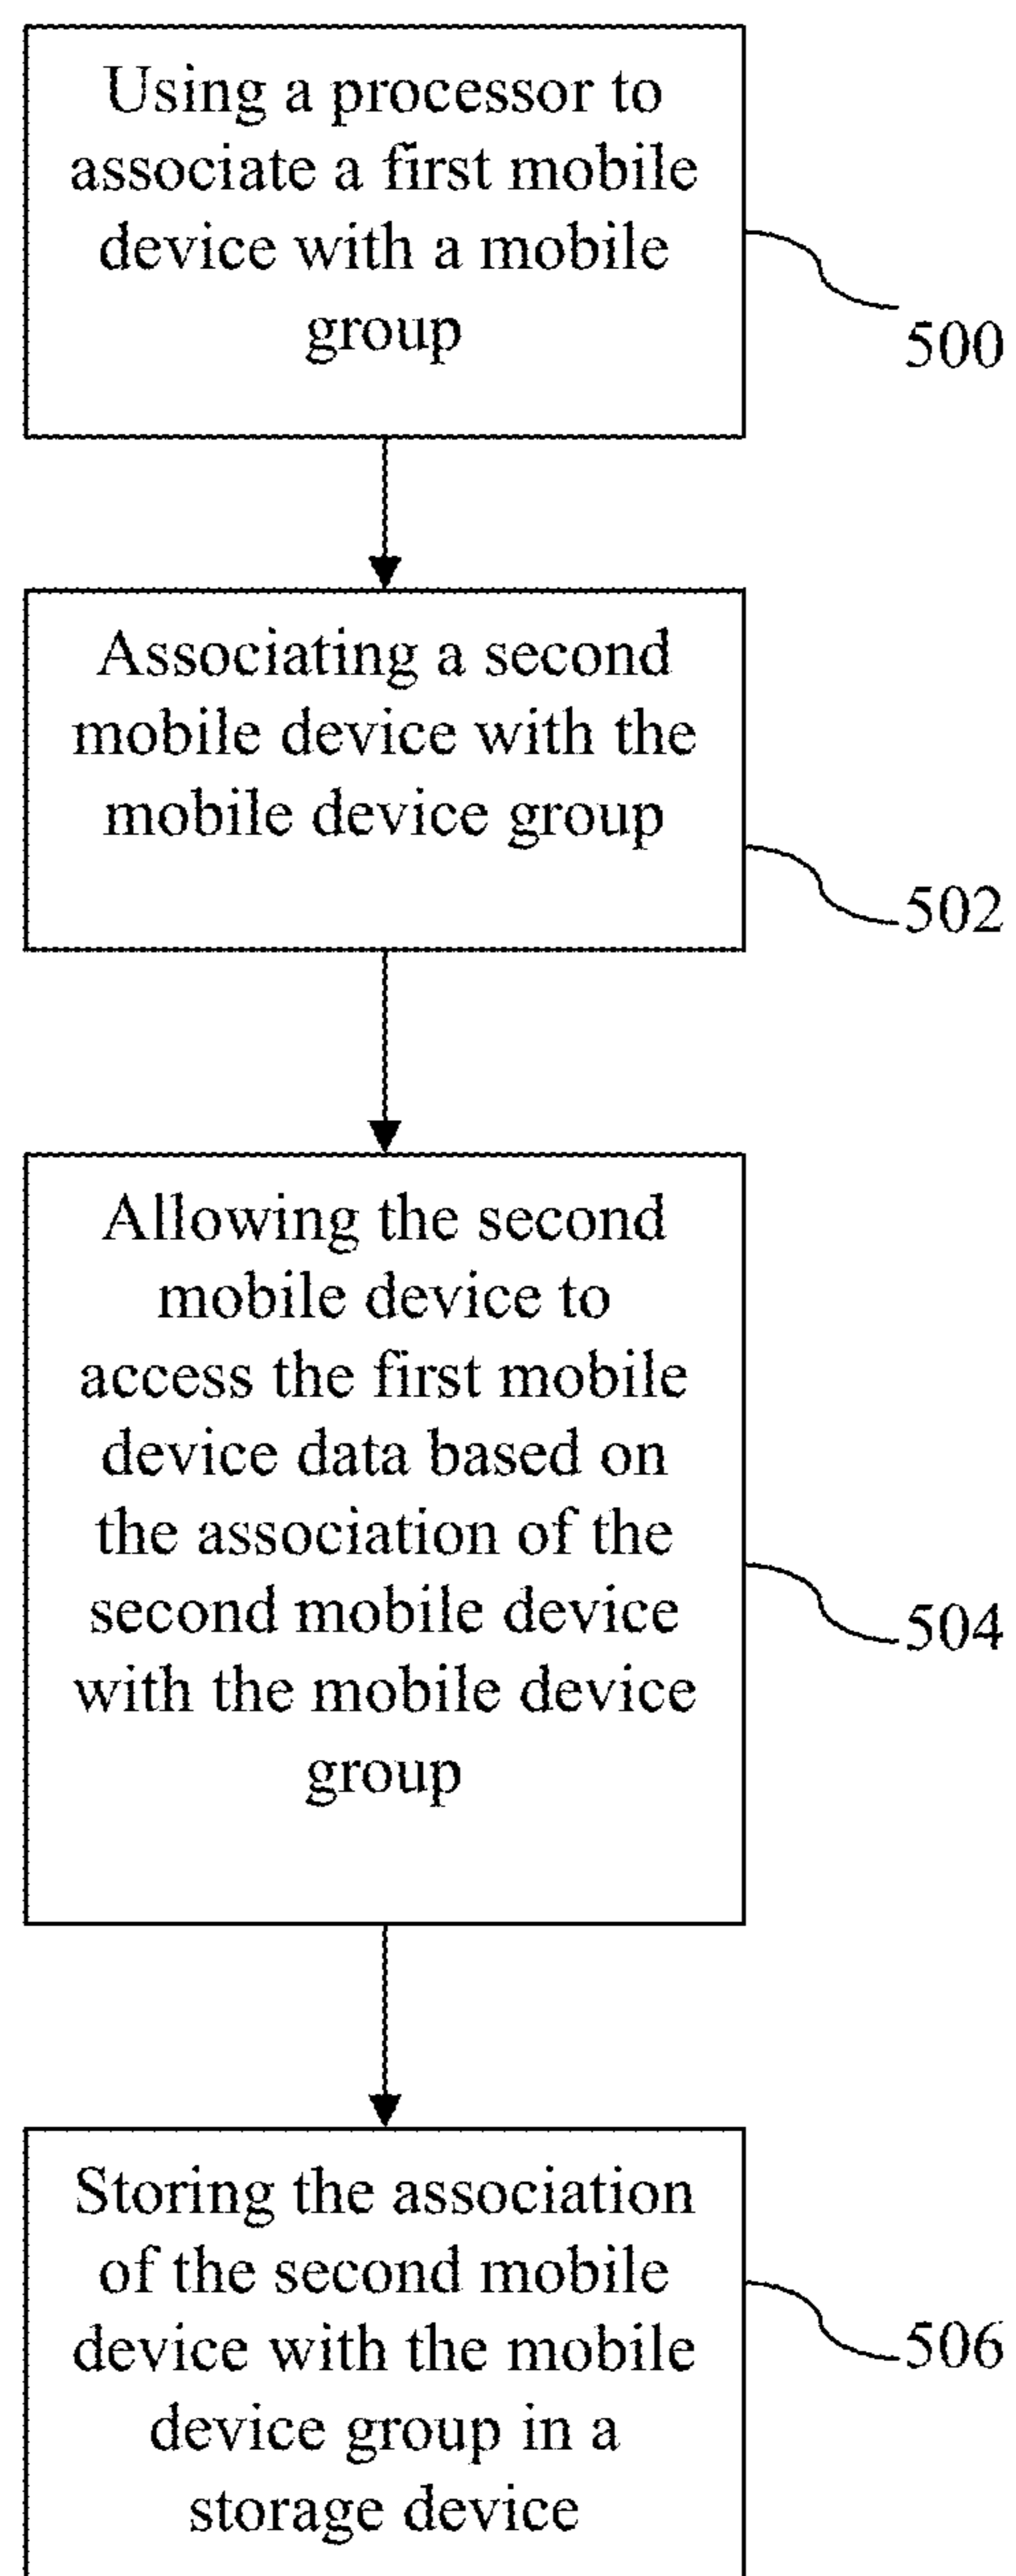 Using a processor to
associate a first mobile
device with a mobile
group
500
Associating a second
mobile device with the
mobile device group
502
Allowing the second
mobile device to
access the first mobile
device data based on
the association of the
second mobile device
with the mobile device
group
504
Storing the association
of the second mobile
device with the mobile
device group in a
storage device
506